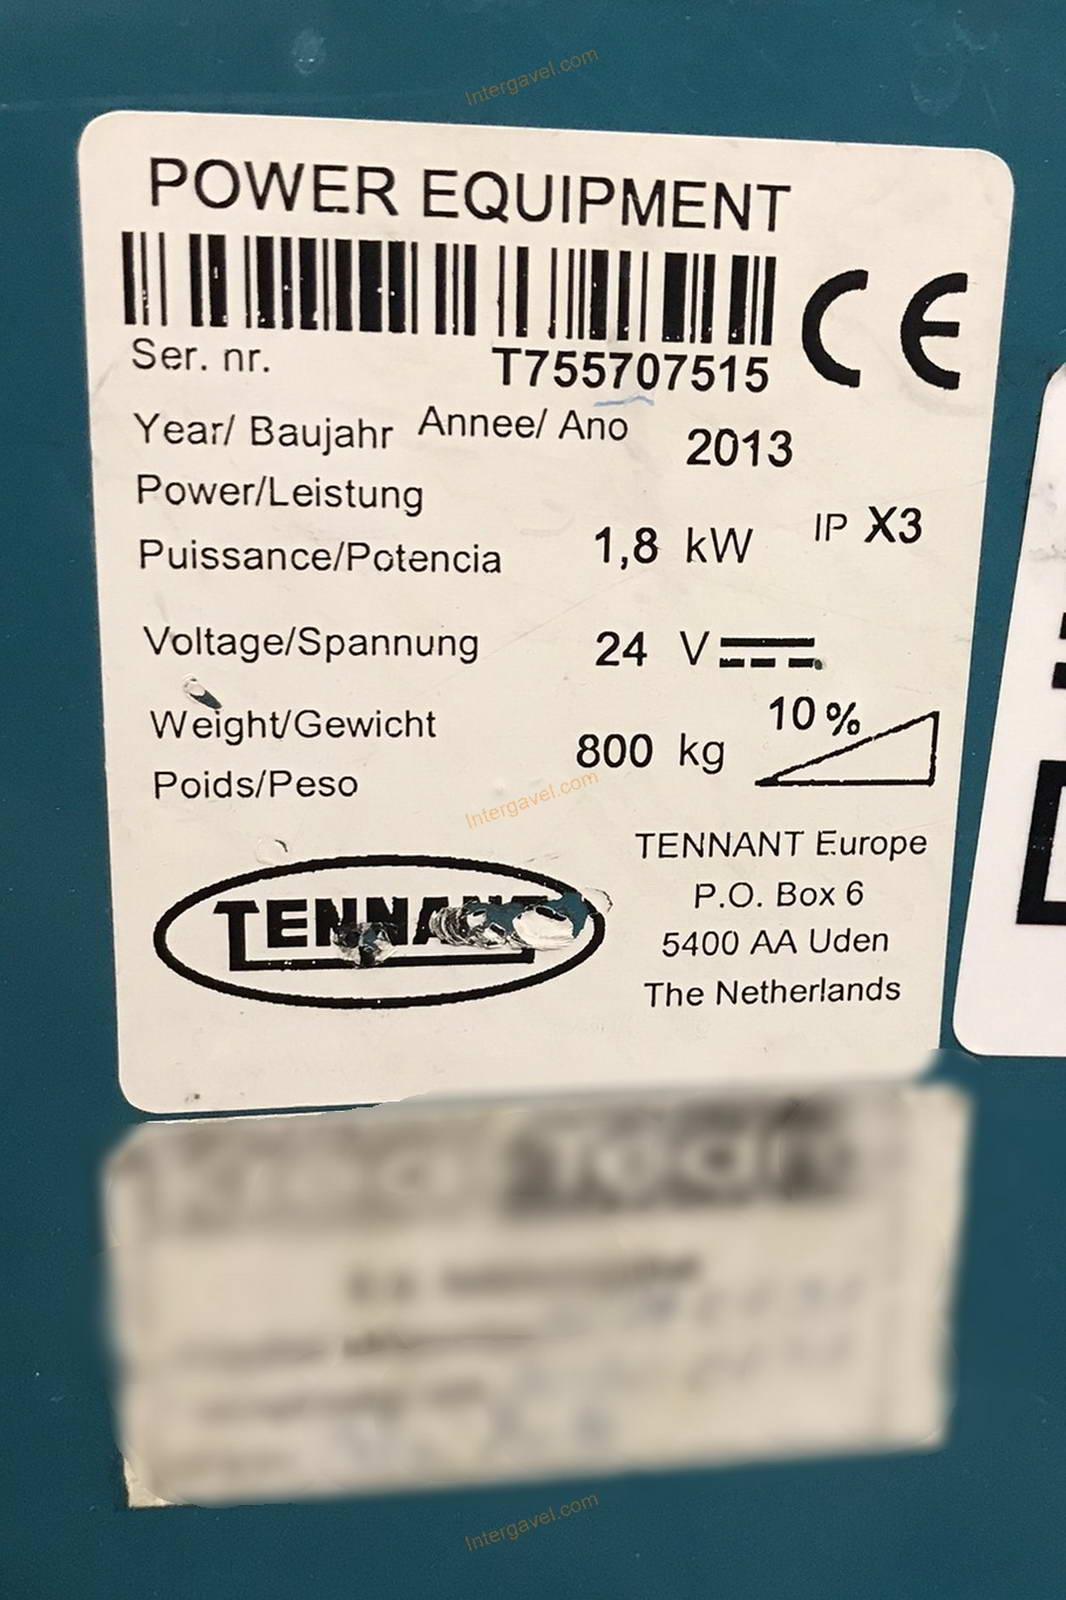 Intergavel.com
POWER EQUIPMENT
CE
Ser. nr. T755707515
Year/ Baujahr Annee/ Ano 2013
Power/Leistung
Puissance/Potencia 1,8 kW IP X3
Voltage/Spannung 24 V
Weight/Gewicht 800 kg 10%
Poids/Peso
Intergavel.com
TENNANT
TENNANT Europe
P.O. Box 6
5400 AA Uden
The Netherlands
Intergavel.com